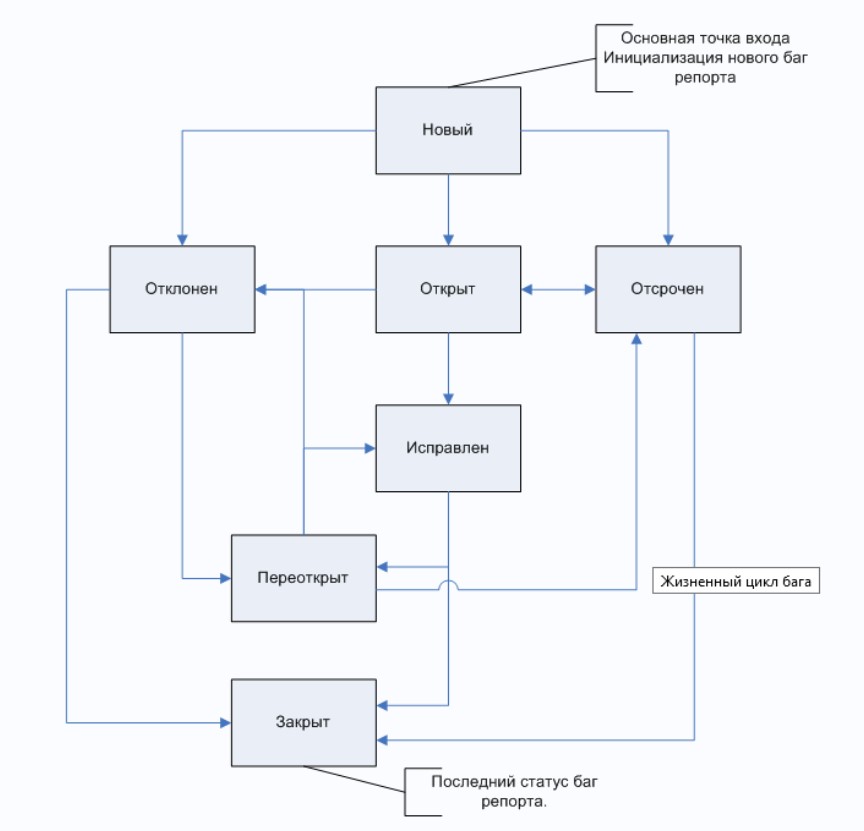 Основная точка входа
Инициализация нового баг
репорта
Новый
Отклонен
Открыт
Отсрочен
Исправлен
Переоткрыт
Жизненный цикл бага
Закрыт
Последний статус баг
репорта.